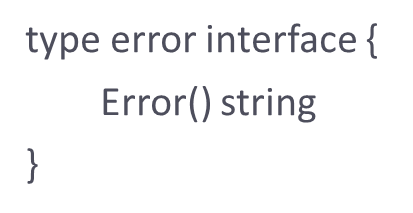 type error interface {
Error() string
}